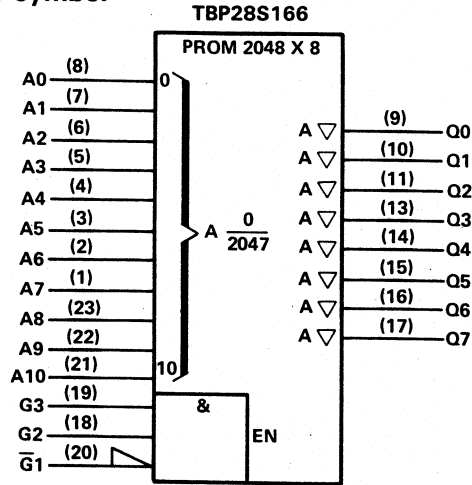 TBP28S166
PROM 2048 X 8
A0 (8) 0
A1 (7)
A2 (6)
A3 (5)
A4 (4)
A5 (3)
A6 (2)
A7 (1)
A8 (23)
A9 (22)
A10 (21) 10
G3 (19)
G2 (18)
G̅1 (20)
A 0/2047
&
EN
A ▽ (9) Q0
A ▽ (10) Q1
A ▽ (11) Q2
A ▽ (13) Q3
A ▽ (14) Q4
A ▽ (15) Q5
A ▽ (16) Q6
A ▽ (17) Q7